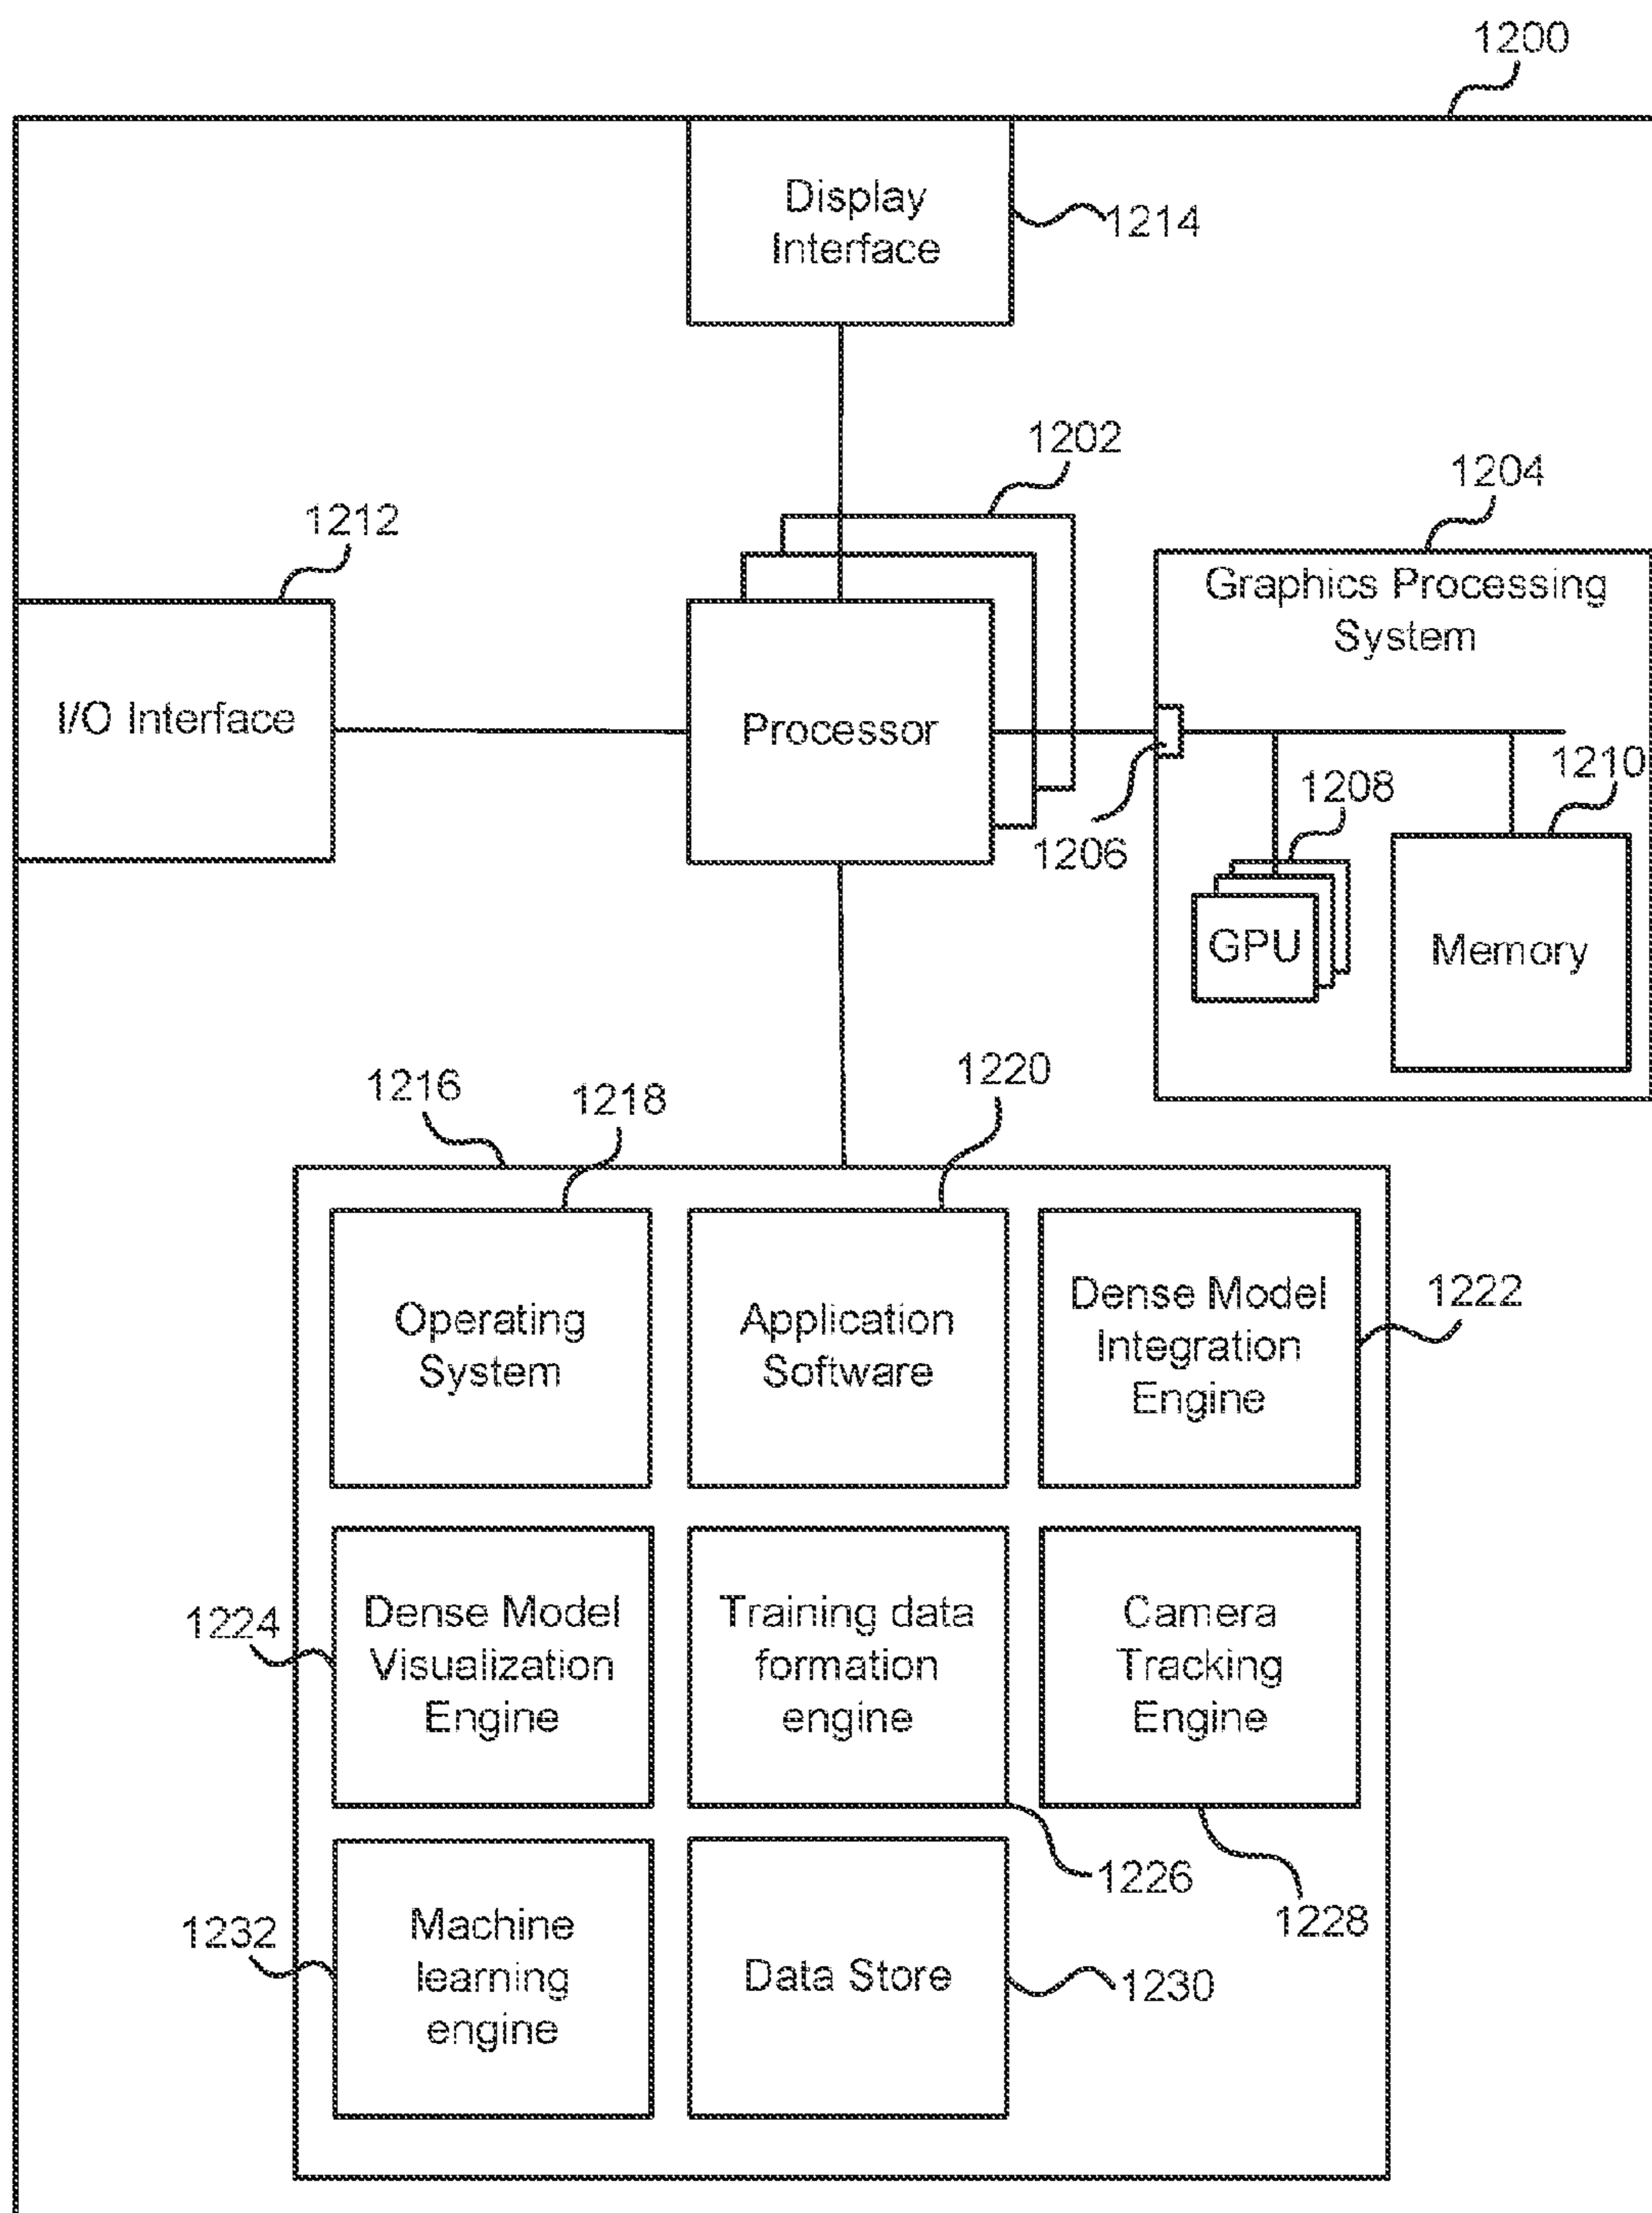 1200
Display
Interface
1214
1202
1204
1212
Graphics Processing
System
I/O Interface
Processor
1206
1208
1210
GPU
Memory
1216
1218
1220
Operating
System
Application
Software
Dense Model
Integration
Engine
1222
1224
Dense Model
Visualization
Engine
Training data
formation
engine
Camera
Tracking
Engine
1226
1228
1232
Machine
learning
engine
Data Store
1230